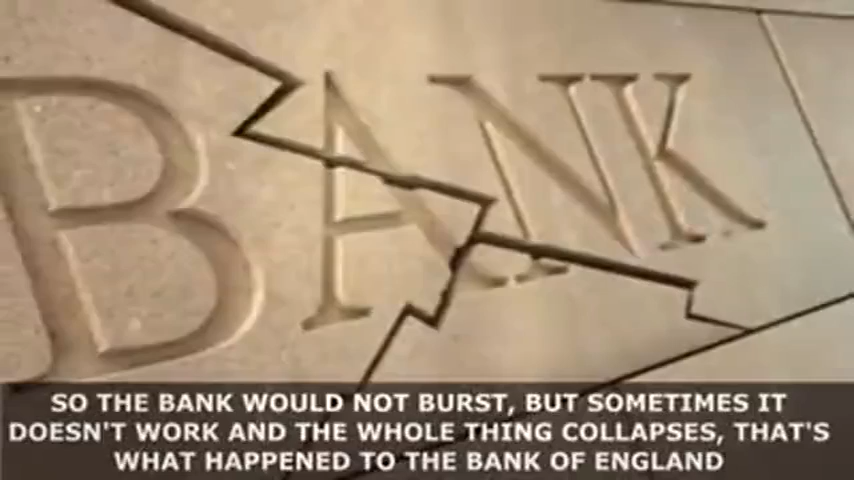 BANK
SO THE BANK WOULD NOT BURST, BUT SOMETIMES IT
DOESN'T WORK AND THE WHOLE THING COLLAPSES, THAT'S
WHAT HAPPENED TO THE BANK OF ENGLAND